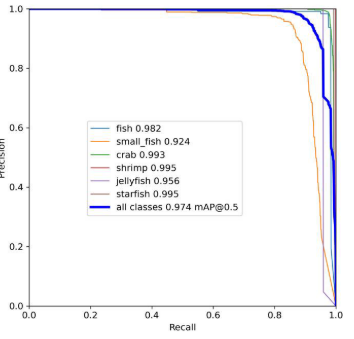 1.0
0.8
0.6
0.4
0.2
0.0
Precision
fish 0.982
small_fish 0.924
crab 0.993
shrimp 0.995
jellyfish 0.956
starfish 0.995
all classes 0.974 mAP@0.5
0.0 0.2 0.4 0.6 0.8 1.0
Recall